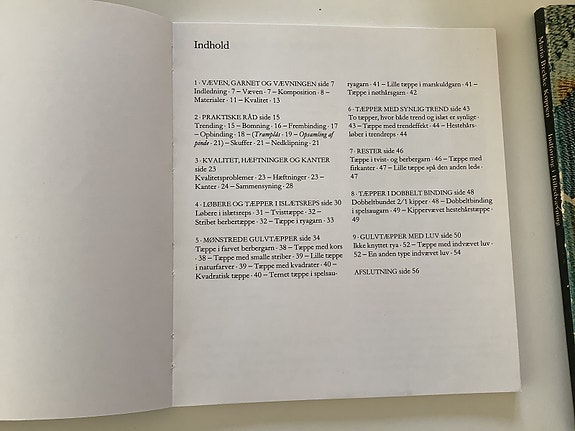 Indhold
1 · VÆVEN, GARNET OG VÆVNINGEN side 7
Indledning · 7 – Væven · 7 – Komposition · 8 –
Materialer · 11 – Kvalitet · 13
2 · PRAKTISKE RÅD side 15
Trending · 15 – Bomning · 16 – Frembinding · 17
– Opbinding · 18 – (Tramplås · 19 – Opsamling af
pinde · 21) – Skuffer · 21 – Nedklipning · 21
3 · KVALITET, HÆFTNINGER OG KANTER
side 23
Kvalitetsproblemer · 23 – Hæftninger · 23 –
Kanter · 24 – Sammensyning · 28
4 · LØBERE OG TÆPPER I ISLÆTSREPS side 30
Løbere i islætsreps · 31 – Tvisttæppe · 32 –
Stribet berbertæppe · 32 – Tæppe i ryagarn · 33
5 · MØNSTREDE GULVTÆPPER side 34
Tæppe i farvet berbergarn · 38 – Tæppe med kors
· 38 – Tæppe med smalle striber · 39 – Lille tæppe
i naturfarver · 39 – Tæppe med kvadrater · 40 –
Kvadratisk tæppe · 40 – Ternet tæppe i spelsau-
ryagarn · 41 – Lille tæppe i matskuldgarn · 41 –
Tæppe i nøthårsgarn · 42
6 · TÆPPER MED SYNLIG TREND side 43
To tæpper, hvor både trend og islæt er synlige ·
43 – Tæppe med trendeffekt · 44 – Hestehårs-
løber i trendreps · 44
7 · RESTER side 46
Tæppe i tvist- og berbergarn · 46 – Tæppe med
firkanter · 47 – Lille tæppe spå den anden leds ·
47
8 · TÆPPER I DOBBELT BINDING side 48
Dobbeltbundet 2/1 kipper · 48 – Dobbeltbinding
i spelsaugarn · 49 – Kippervævet hestehårstæppe ·
49
9 · GULVTÆPPER MED LUV side 50
Ikke knyttet rya · 52 – Tæppe med indvævet luv ·
52 – En anden type indvævet luv · 54
AFSLUTNING side 56